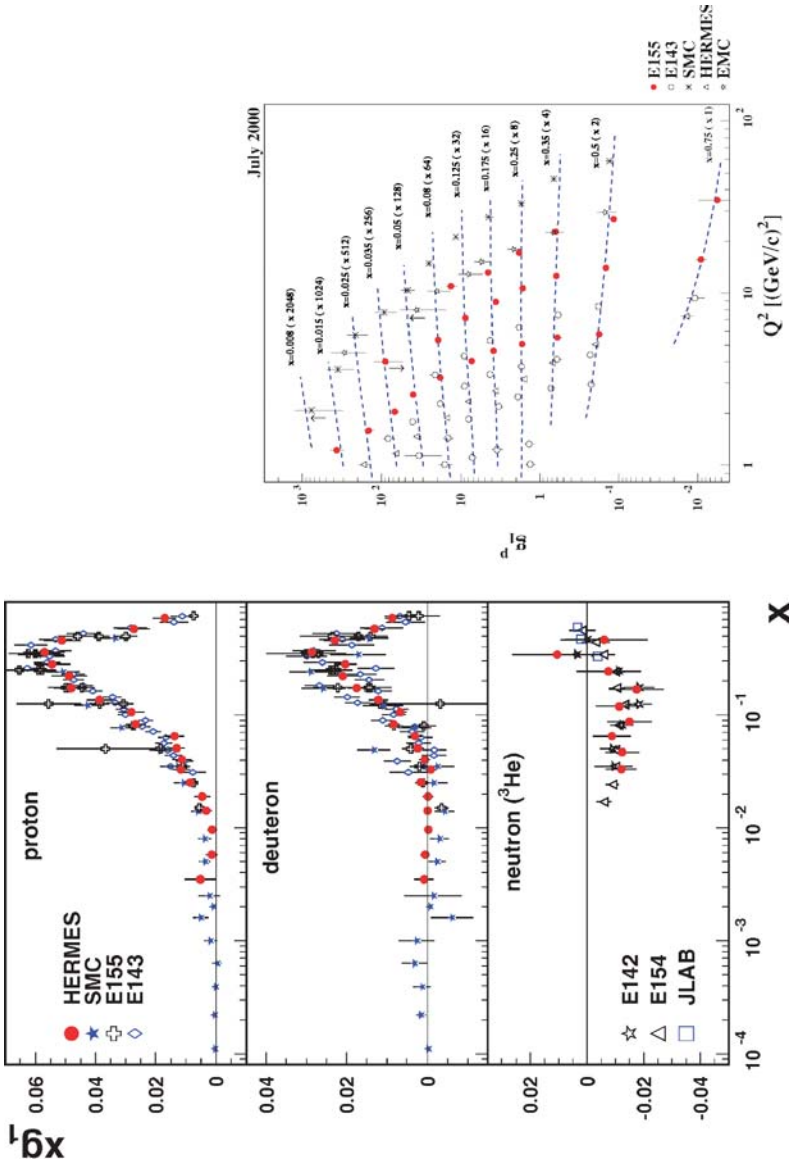 xg₁
0.06
0.04
0.02
0
proton
HERMES
SMC
E155
E143
0.04
0.02
0
deuteron
0.02
0
-0.02
-0.04
neutron (³He)
E142
E154
JLAB
10⁻⁴
10⁻³
10⁻²
10⁻¹
X
July 2000
g₁ᵖ
10³
10²
10
1
10⁻¹
10⁻²
x=0.008 ( x 2048)
x=0.015 ( x 1024)
x=0.025 ( x 512)
x=0.035 ( x 256)
x=0.05 ( x 128)
x=0.08 ( x 64)
x=0.125 ( x 32)
x=0.175 ( x 16)
x=0.25 ( x 8)
x=0.35 ( x 4)
x=0.5 ( x 2)
x=0.75 ( x 1)
1
10
10²
Q² [(GeV/c)²]
E155
E143
SMC
HERMES
EMC